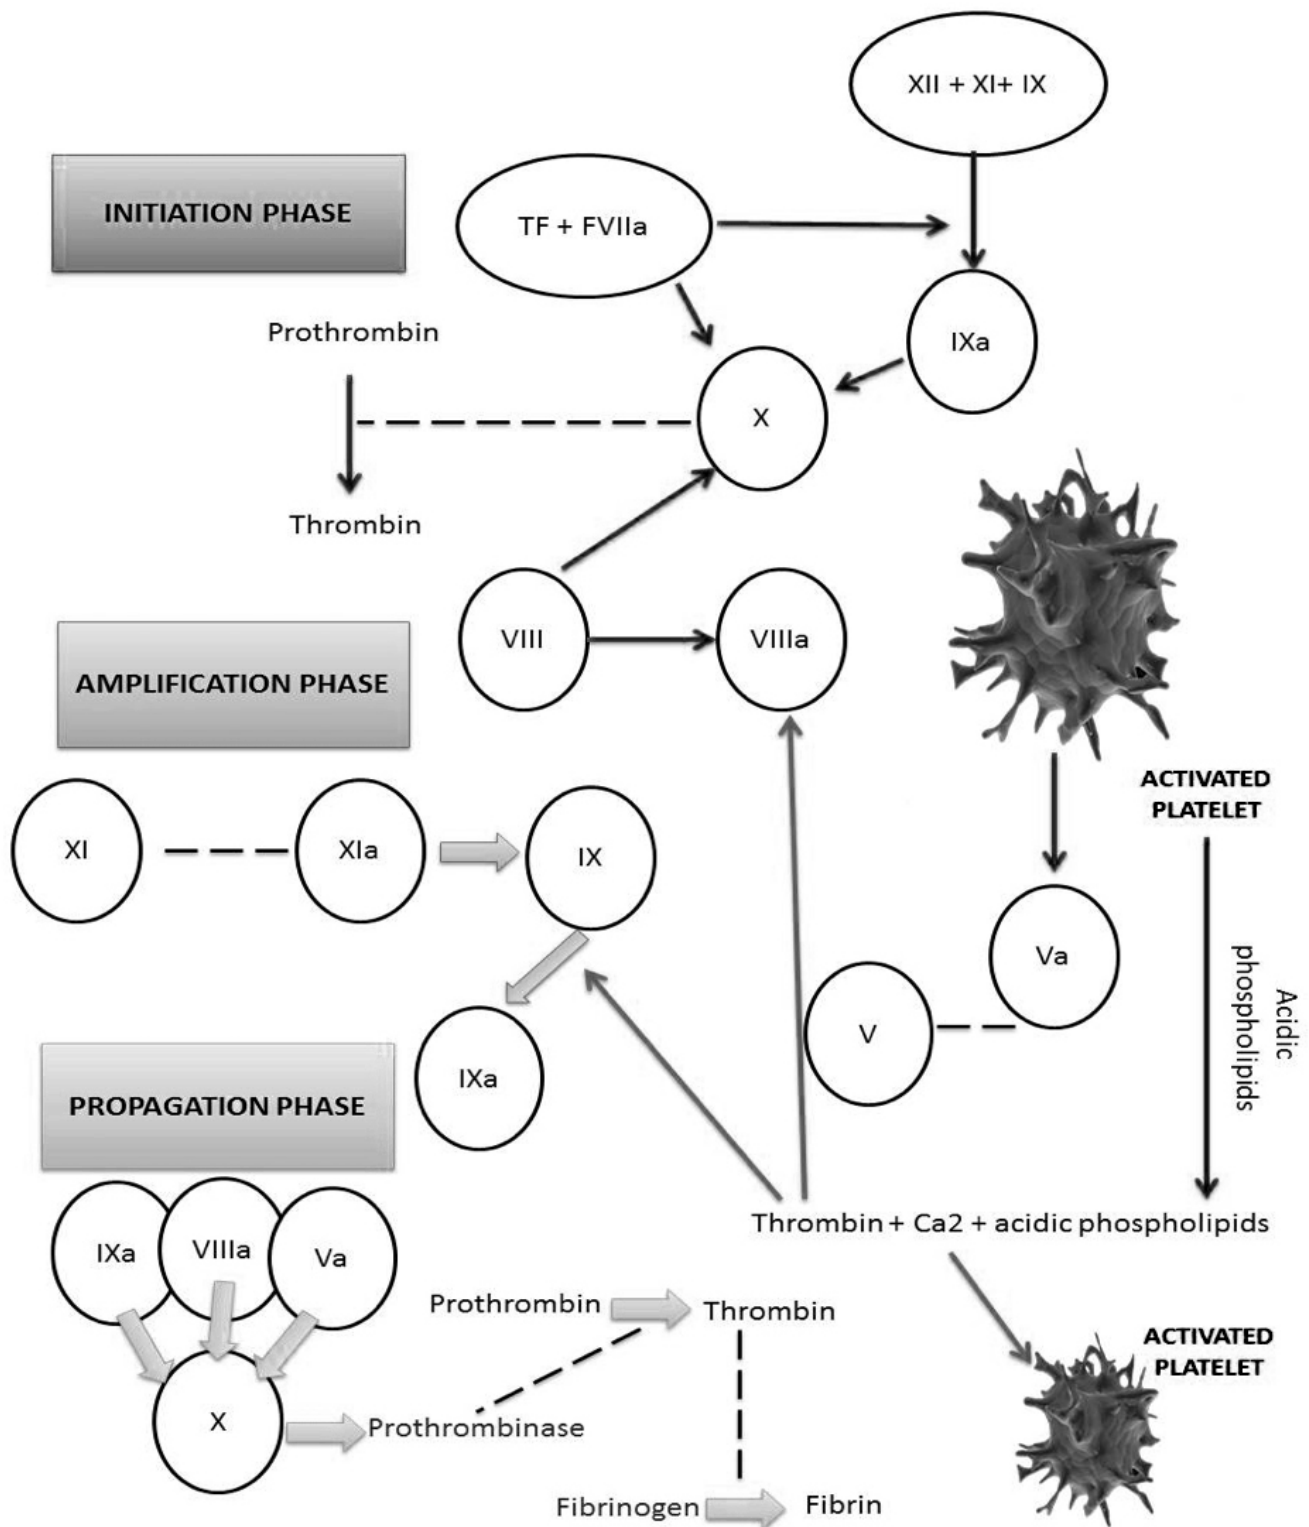 XII + XI+ IX
INITIATION PHASE
TF + FVIIa
Prothrombin
IXa
X
Thrombin
VIII
VIIIa
AMPLIFICATION PHASE
ACTIVATED
PLATELET
XI
XIa
IX
Va
Acidic
phospholipids
V
IXa
PROPAGATION PHASE
Thrombin + Ca2 + acidic phospholipids
IXa
VIIIa
Va
Prothrombin
Thrombin
ACTIVATED
PLATELET
X
Prothrombinase
Fibrinogen
Fibrin